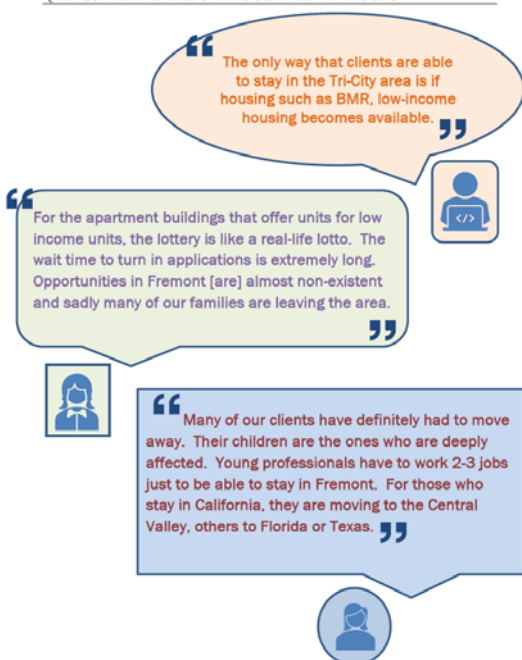 “ The only way that clients are able
to stay in the Tri-City area is if
housing such as BMR, low-income
housing becomes available. ”
</>
“ For the apartment buildings that offer units for low
income units, the lottery is like a real-life lotto. The
wait time to turn in applications is extremely long.
Opportunities in Fremont [are] almost non-existent
and sadly many of our families are leaving the area. ”
“ Many of our clients have definitely had to move
away. Their children are the ones who are deeply
affected. Young professionals have to work 2-3 jobs
just to be able to stay in Fremont. For those who
stay in California, they are moving to the Central
Valley, others to Florida or Texas. ”